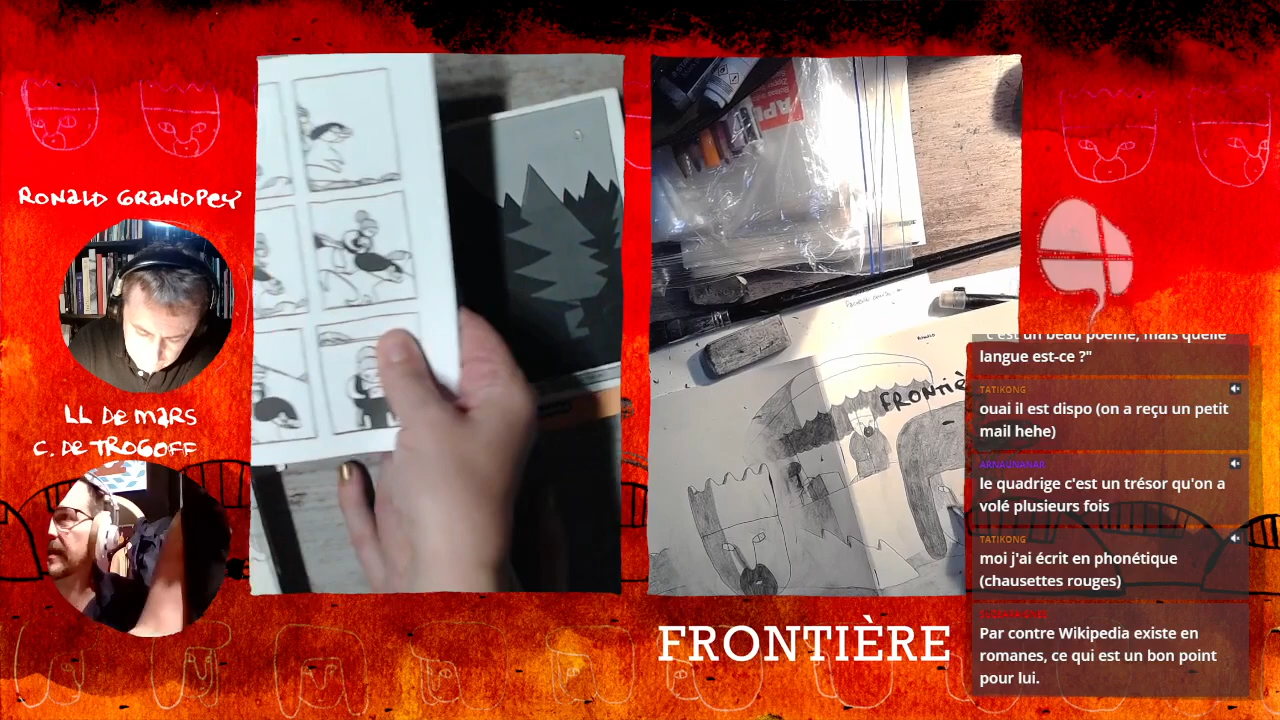 RONALD GRANDPEY
LL DE MARS
C. DE TROGOFF
FRONTIÈ
FRONTIÈRE
"c'est un beau poème, mais quelle
langue est-ce ?"
TATIKONG
ouai il est dispo (on a reçu un petit
mail hehe)
ARNAUNANAR
le quadrige c'est un trésor qu'on a
volé plusieurs fois
TATIKONG
moi j'ai écrit en phonétique
(chausettes rouges)
Par contre Wikipedia existe en
romanes, ce qui est un bon point
pour lui.